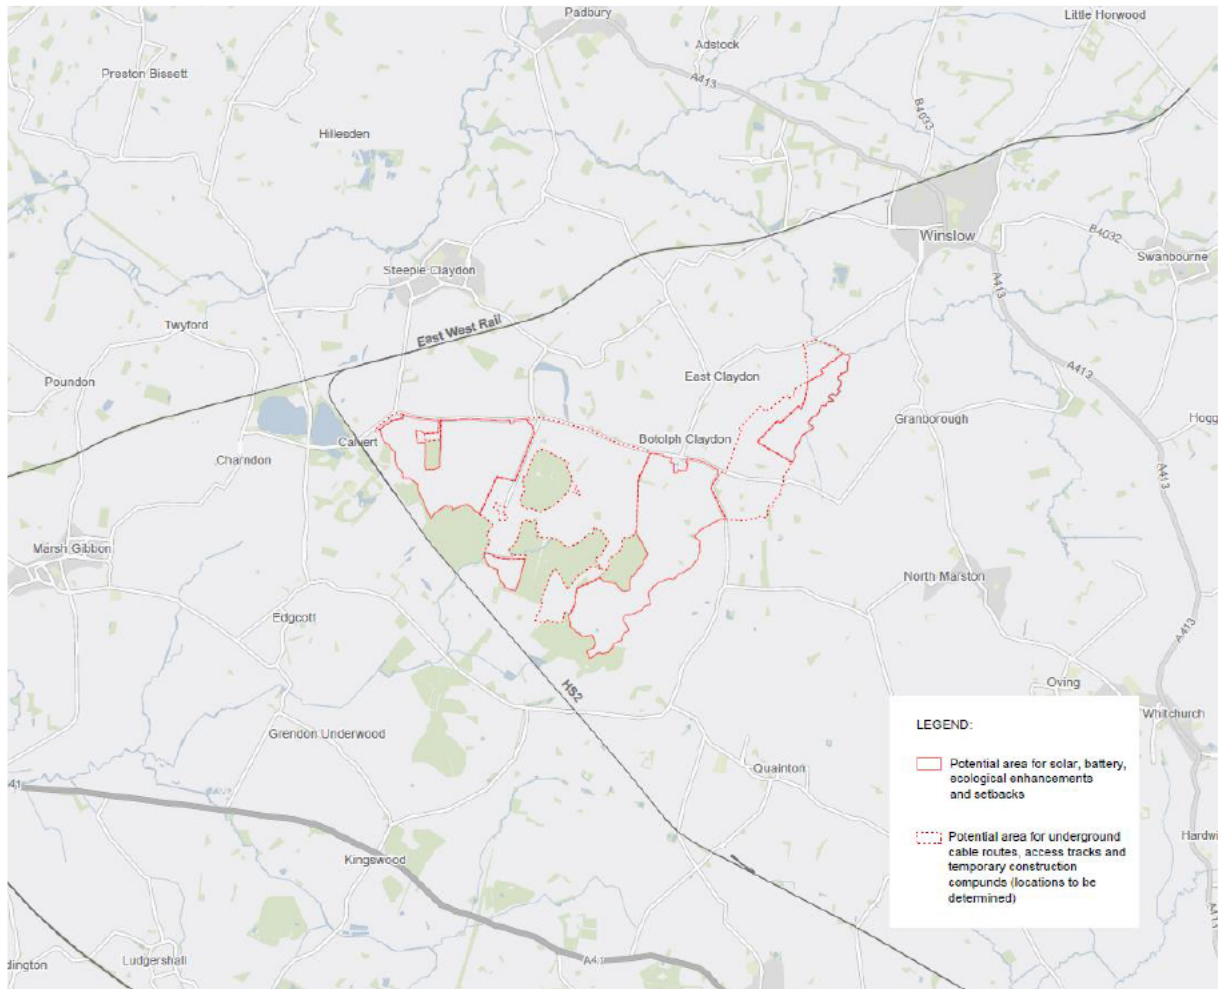 Padbury
Little Horwood
Adstock
Preston Bissett
A413
B4033
Hillesden
Winslow
B4032
Swanbourne
Steeple Claydon
A413
Twyford
East West Rail
A413
Poundon
East Claydon
Granborough
Hogg
Calvert
Botolph Claydon
Charndon
A413
Marsh Gibbon
North Marston
Edgcott
A413
Oving
HS2
Whitchurch
LEGEND:
Grendon Underwood
Potential area for solar, battery,
ecological enhancements
and setbacks
Quainton
A41
Potential area for underground
cable routes, access tracks and
temporary construction
compunds (locations to be
determined)
Hardwi
Kingswood
A413
Ludgershall
A41
dington